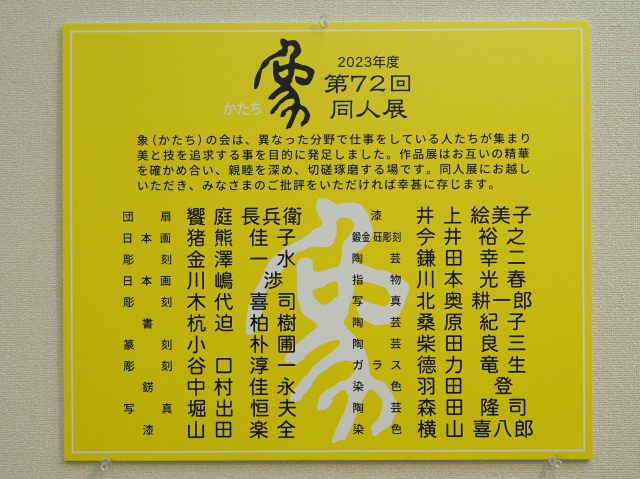 2023年度
象
かたち
第72回
同人展
象(かたち)の会は、異なった分野で仕事をしている人たちが集まり
美と技を追求する事を目的に発足しました。作品展はお互いの精華
を確かめ合い、親睦を深め、切磋琢磨する場です。同人展にお越し
いただき、みなさまのご批評をいただければ幸甚に存じます。
団扇 饗庭長兵衛
日本画 猪熊佳子
彫刻 金澤一水
日本画 川嶋渉
彫刻 木代喜司
書 杭迫柏樹
篆刻 小朴圃
彫刻 谷口淳一
錺 中村佳永
写真 堀出恒夫
漆 山田楽全
漆 井上絵美子
鍛金 砡彫刻 今井裕之
陶芸 鎌田幸二
指物 川本光春
写真 北奥耕一郎
陶芸 桑原紀子
陶芸 柴田良三
ガラス 德力竜生
染色 羽田登
陶芸 森田隆司
染色 横山喜八郎
象